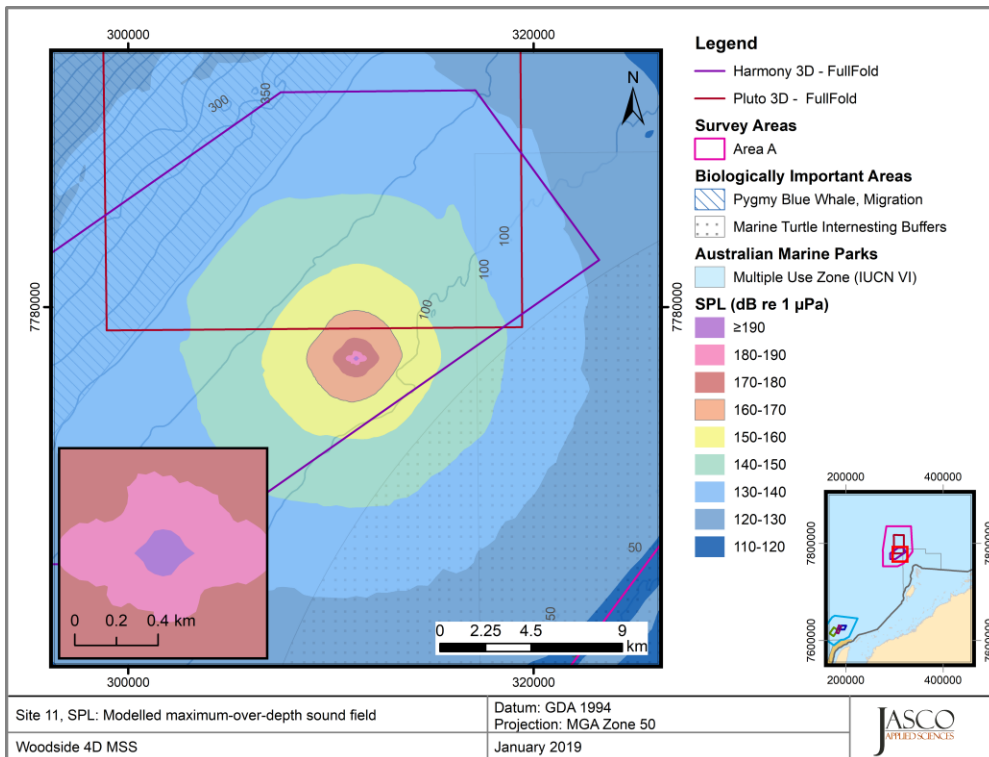 300000
320000
Legend
Harmony 3D - FullFold
Pluto 3D - FullFold
Survey Areas
Area A
Biologically Important Areas
Pygmy Blue Whale, Migration
Marine Turtle Internesting Buffers
Australian Marine Parks
Multiple Use Zone (IUCN VI)
SPL (dB re 1 µPa)
≥190
180-190
170-180
160-170
150-160
140-150
130-140
120-130
110-120
N
300
350
100
100
100
50
50
7780000
7780000
0 0.2 0.4 km
0 2.25 4.5 9
km
300000
320000
200000 400000
7800000
7800000
7600000
7600000
200000 400000
Site 11, SPL: Modelled maximum-over-depth sound field
Datum: GDA 1994
Projection: MGA Zone 50
Woodside 4D MSS
January 2019
JASCO
APPLIED SCIENCES